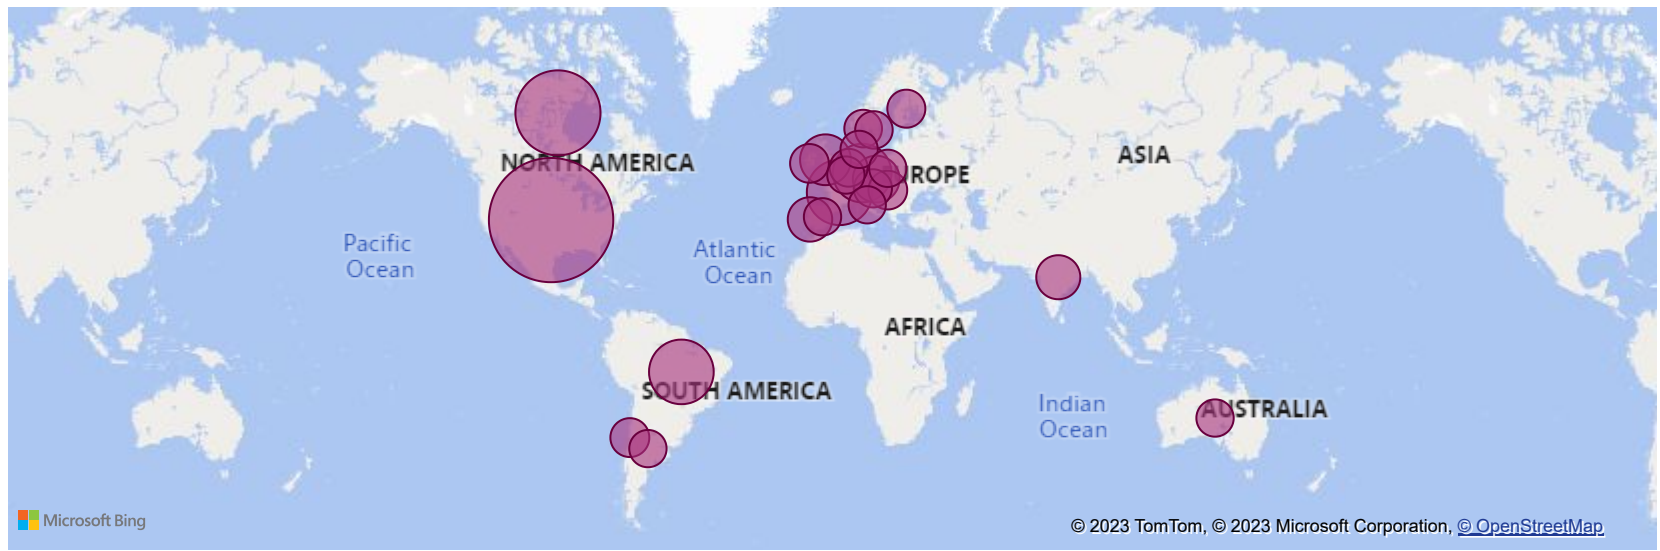 NORTH AMERICA
ROPE
ASIA
Pacific
Ocean
Atlantic
Ocean
AFRICA
SOUTH AMERICA
Indian
Ocean
AUSTRALIA
Microsoft Bing
© 2023 TomTom, © 2023 Microsoft Corporation, © OpenStreetMap